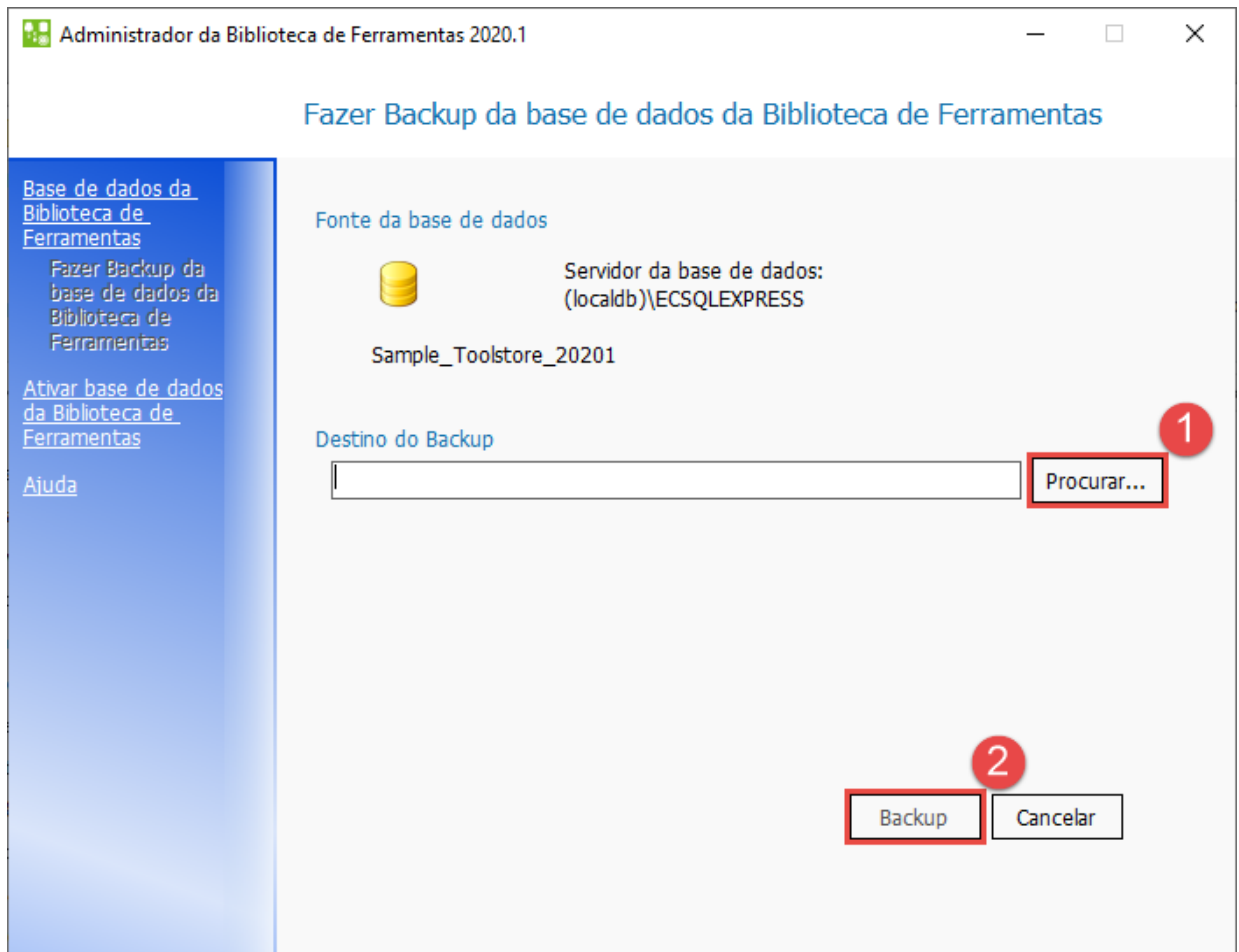 Administrador da Biblioteca de Ferramentas 2020.1
Fazer Backup da base de dados da Biblioteca de Ferramentas
Base de dados da
Biblioteca de
Ferramentas
Fazer Backup da
base de dados da
Biblioteca de
Ferramentas
Ativar base de dados
da Biblioteca de
Ferramentas
Ajuda
Fonte da base de dados
Servidor da base de dados:
(localdb)\ECSQLEXPRESS
Sample_Toolstore_20201
Destino do Backup
1
Procurar...
2
Backup
Cancelar